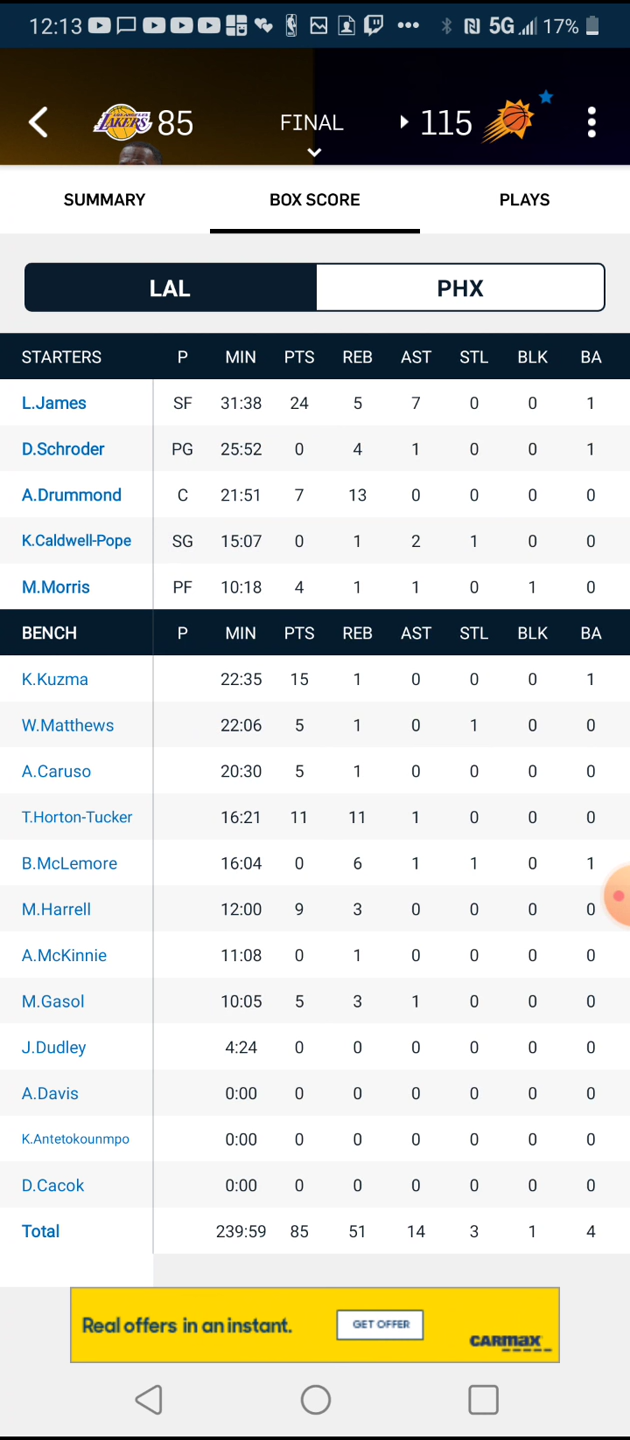 12:13 5G 17%
LAKERS 85 FINAL 115
SUMMARY BOX SCORE PLAYS
LAL PHX
STARTERS P MIN PTS REB AST STL BLK BA
L.James SF 31:38 24 5 7 0 0 1
D.Schroder PG 25:52 0 4 1 0 0 1
A.Drummond C 21:51 7 13 0 0 0 0
K.Caldwell-Pope SG 15:07 0 1 2 1 0 0
M.Morris PF 10:18 4 1 1 0 1 0
BENCH P MIN PTS REB AST STL BLK BA
K.Kuzma 22:35 15 1 0 0 0 1
W.Matthews 22:06 5 1 0 1 0 0
A.Caruso 20:30 5 1 0 0 0 0
T.Horton-Tucker 16:21 11 11 1 0 0 0
B.McLemore 16:04 0 6 1 1 0 1
M.Harrell 12:00 9 3 0 0 0 0
A.McKinnie 11:08 0 1 0 0 0 0
M.Gasol 10:05 5 3 1 0 0 0
J.Dudley 4:24 0 0 0 0 0 0
A.Davis 0:00 0 0 0 0 0 0
K.Antetokounmpo 0:00 0 0 0 0 0 0
D.Cacok 0:00 0 0 0 0 0 0
Total 239:59 85 51 14 3 1 4
Real offers in an instant. GET OFFER CARMAX